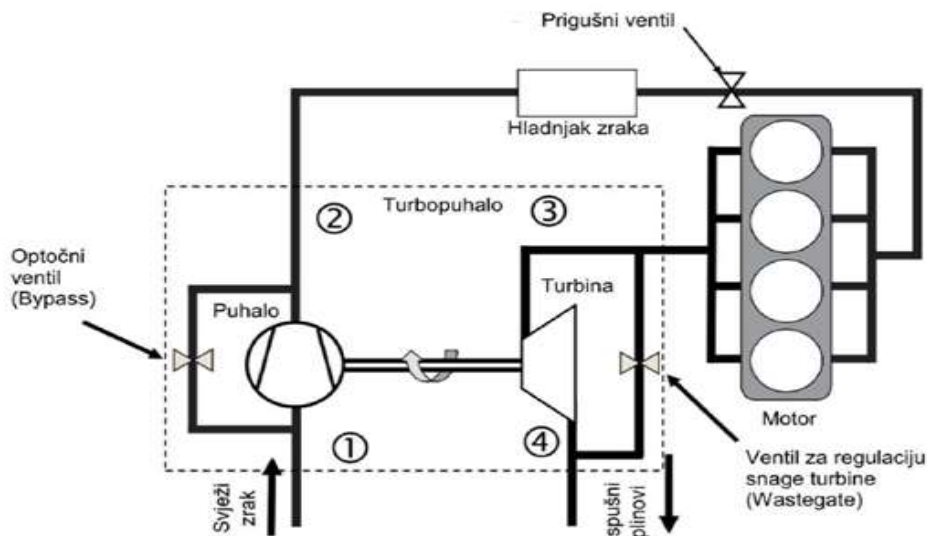 Prigušni ventil
Hladnjak zraka
②
Turbopuhalo
③
Optočni
ventil
(Bypass)
Puhalo
Turbina
Motor
①
④
Ventil za regulaciju
snage turbine
(Wastegate)
Svježi
zrak
spušni
plinovi